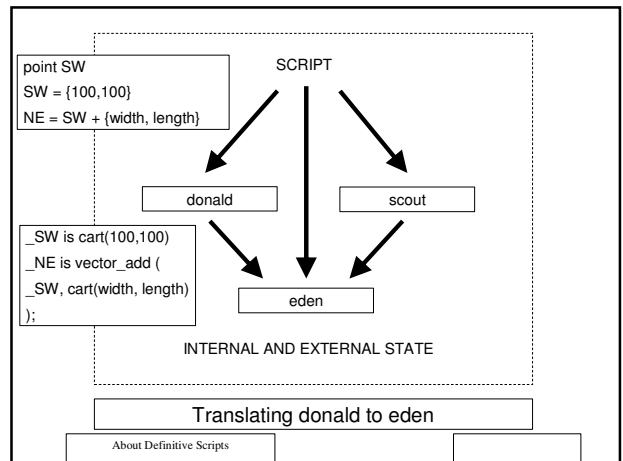 point SW
SW = {100,100}
NE = SW + {width, length}
SCRIPT
donald
scout
_SW is cart(100,100)
_NE is vector_add (
_SW, cart(width, length)
);
eden
INTERNAL AND EXTERNAL STATE
Translating donald to eden
About Definitive Scripts